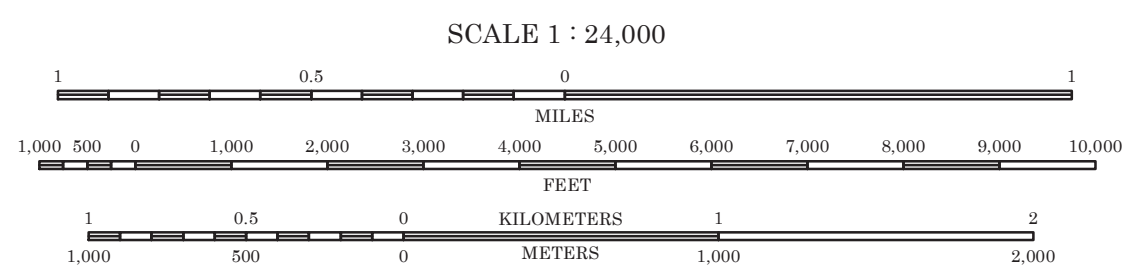 SCALE 1 : 24,000
1 0.5 0 1
MILES
1,000 500 0 1,000 2,000 3,000 4,000 5,000 6,000 7,000 8,000 9,000 10,000
FEET
1 0.5 0 KILOMETERS 1 2
1,000 500 0 METERS 1,000 2,000